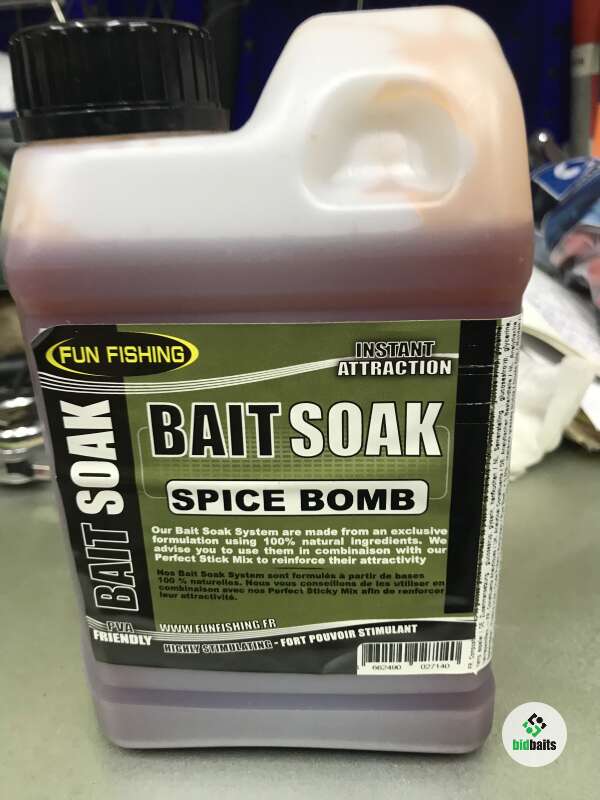 FUN FISHING
INSTANT
ATTRACTION
BAIT SOAK
BAIT SOAK
SPICE BOMB
Our Bait Soak System are made from an exclusive
formulation using 100% natural ingredients. We
advise you to use them in combinaison with our
Perfect Stick Mix to reinforce their attractivity
Nos Bait Soak System sont formulés à partir de bases
100 % naturelles. Nous vous conseillons de les utiliser en
combinaison avec nos Perfect Sticky Mix afin de renforcer
leur attractivité.
PVA
FRIENDLY
WWW.FUNFISHING.FR
HIGHLY STIMULATING - FORT POUVOIR STIMULANT
662490 027140
bidbaits